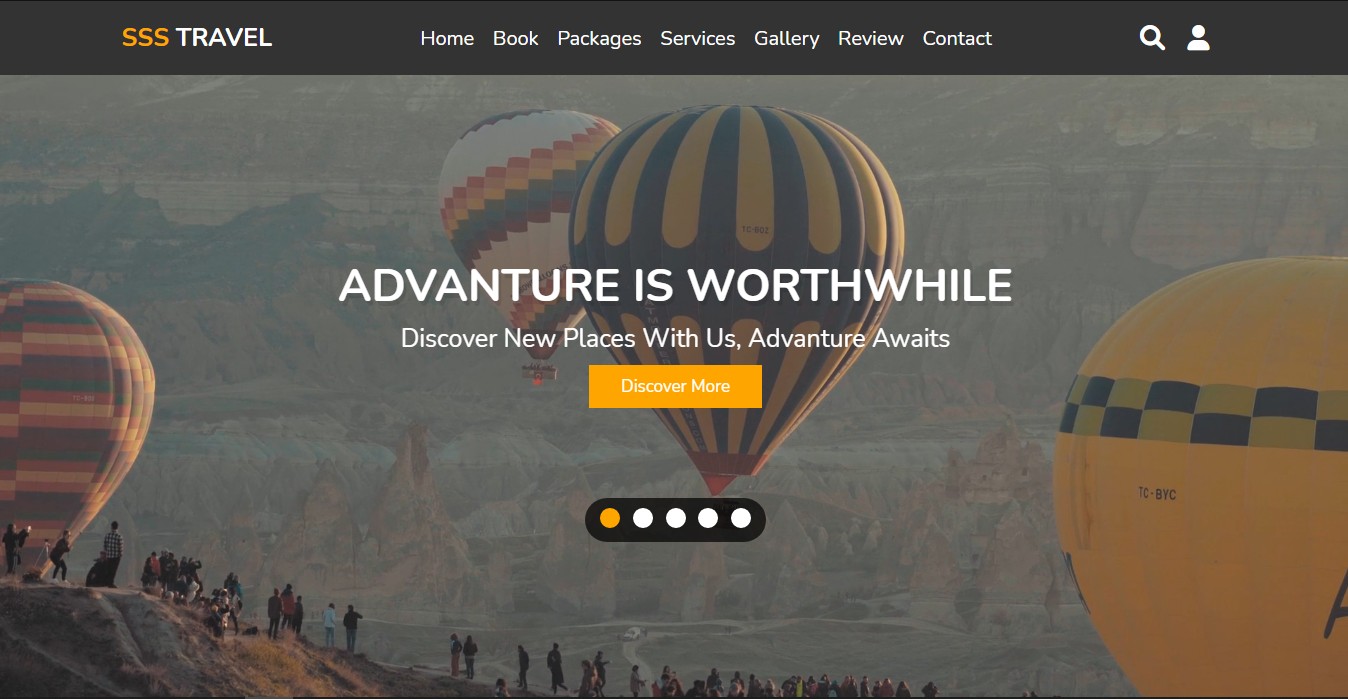 SSS TRAVEL
Home Book Packages Services Gallery Review Contact
TC-BOZ
ADVANTURE IS WORTHWHILE
Discover New Places With Us, Advanture Awaits
Discover More
TC-BYC